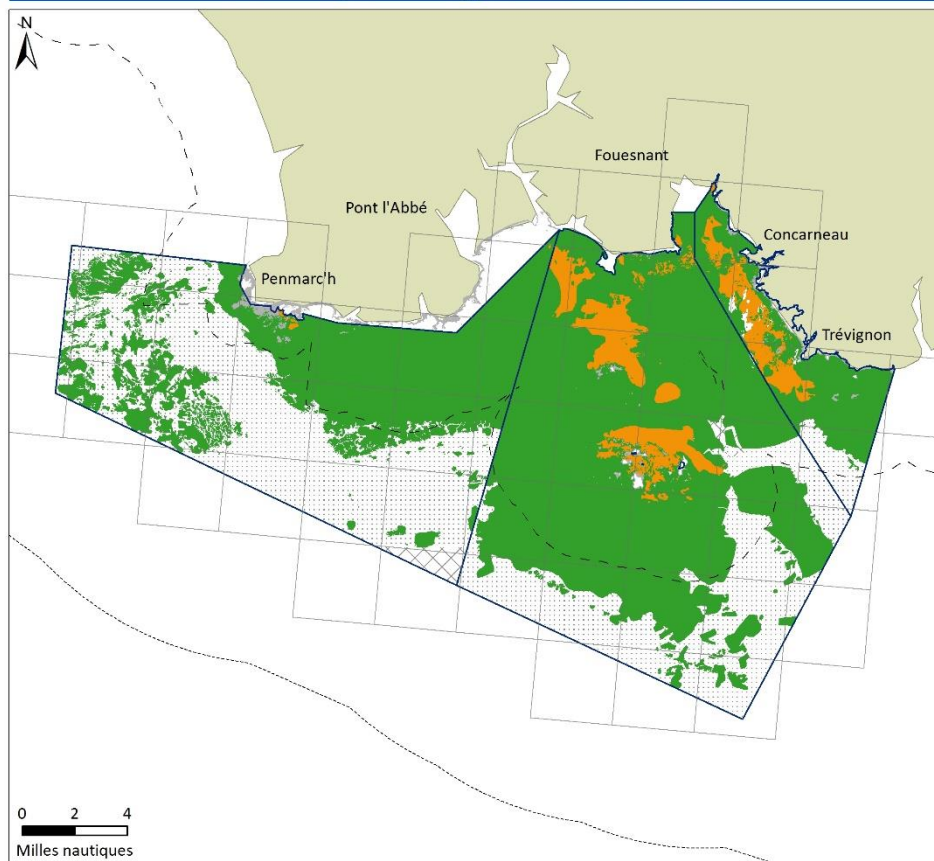 N
Fouesnant
Pont l'Abbé
Concarneau
Penmarc'h
Trévignon
0 2 4
Milles nautiques